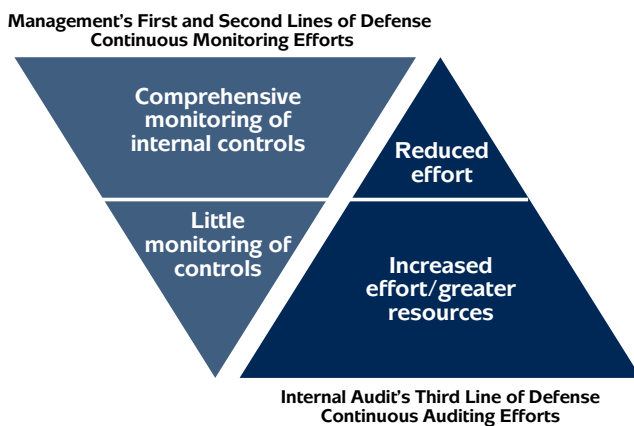 Management's First and Second Lines of Defense
Continuous Monitoring Efforts
Comprehensive
monitoring of
internal controls
Reduced
effort
Little
monitoring of
controls
Increased
effort/greater
resources
Internal Audit's Third Line of Defense
Continuous Auditing Efforts